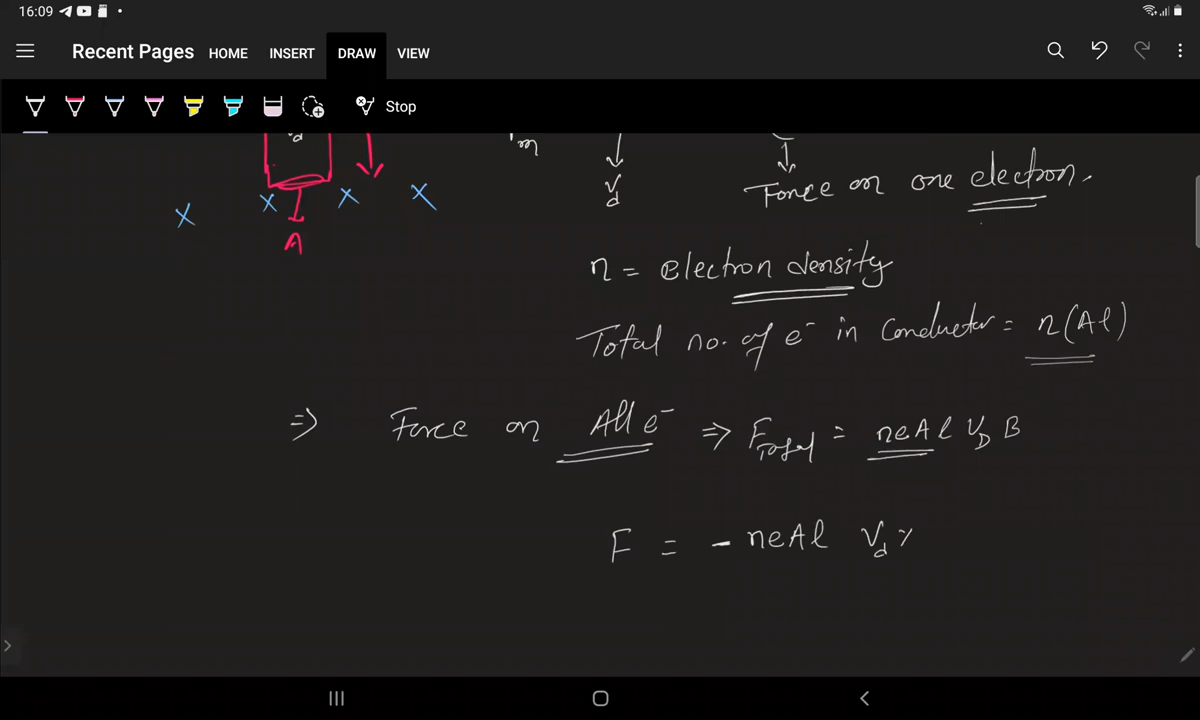 16:09
Recent Pages HOME INSERT DRAW VIEW
Stop
d
m
V_d
Force on one electron.
A
n = electron density
Total no. of e⁻ in Conductor = n(Al)
⇒ Force on All e⁻ ⇒ F_Total = neAl V_D B
F = - neAl V_d ×